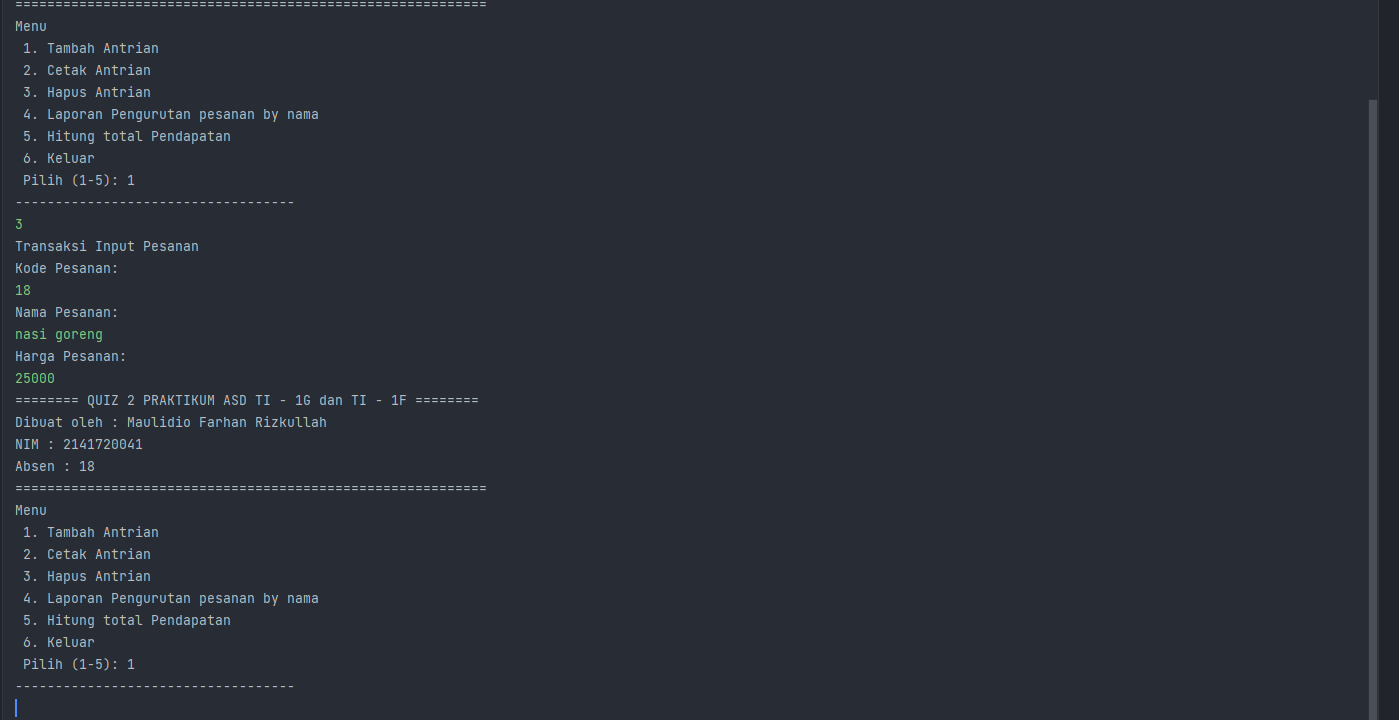 ===========================================================
Menu
 1. Tambah Antrian
 2. Cetak Antrian
 3. Hapus Antrian
 4. Laporan Pengurutan pesanan by nama
 5. Hitung total Pendapatan
 6. Keluar
 Pilih (1-5): 1
-----------------------------------
3
Transaksi Input Pesanan
Kode Pesanan:
18
Nama Pesanan:
nasi goreng
Harga Pesanan:
25000
======== QUIZ 2 PRAKTIKUM ASD TI - 1G dan TI - 1F ========
Dibuat oleh : Maulidio Farhan Rizkullah
NIM : 2141720041
Absen : 18
===========================================================
Menu
 1. Tambah Antrian
 2. Cetak Antrian
 3. Hapus Antrian
 4. Laporan Pengurutan pesanan by nama
 5. Hitung total Pendapatan
 6. Keluar
 Pilih (1-5): 1
-----------------------------------